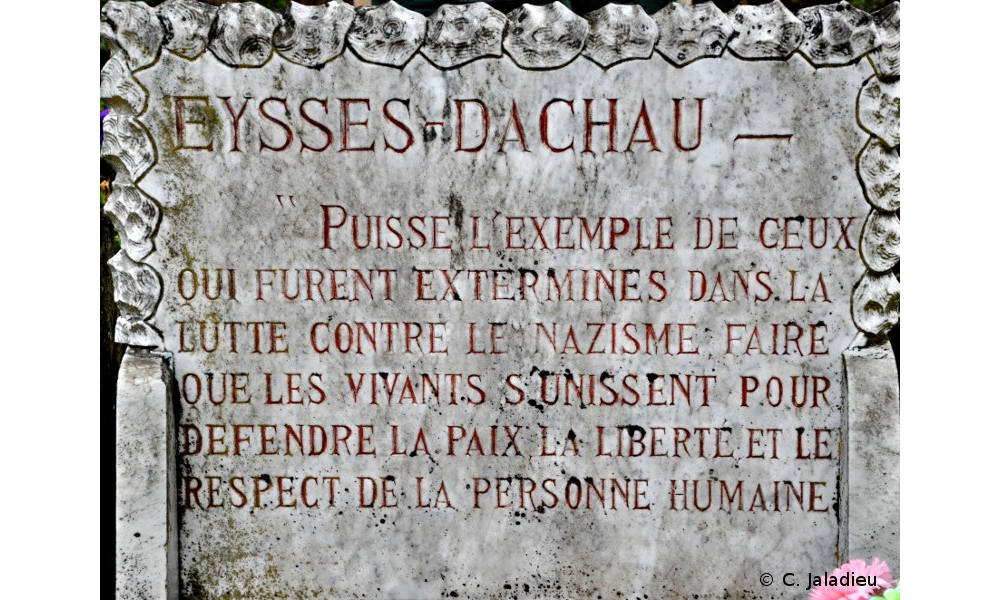 EYSSES-DACHAU —
" PUISSE L'EXEMPLE DE CEUX
QUI FURENT EXTERMINES DANS LA
LUTTE CONTRE LE NAZISME FAIRE
QUE LES VIVANTS S'UNISSENT POUR
DEFENDRE LA PAIX, LA LIBERTE, ET LE
RESPECT DE LA PERSONNE HUMAINE
© C. Jaladieu